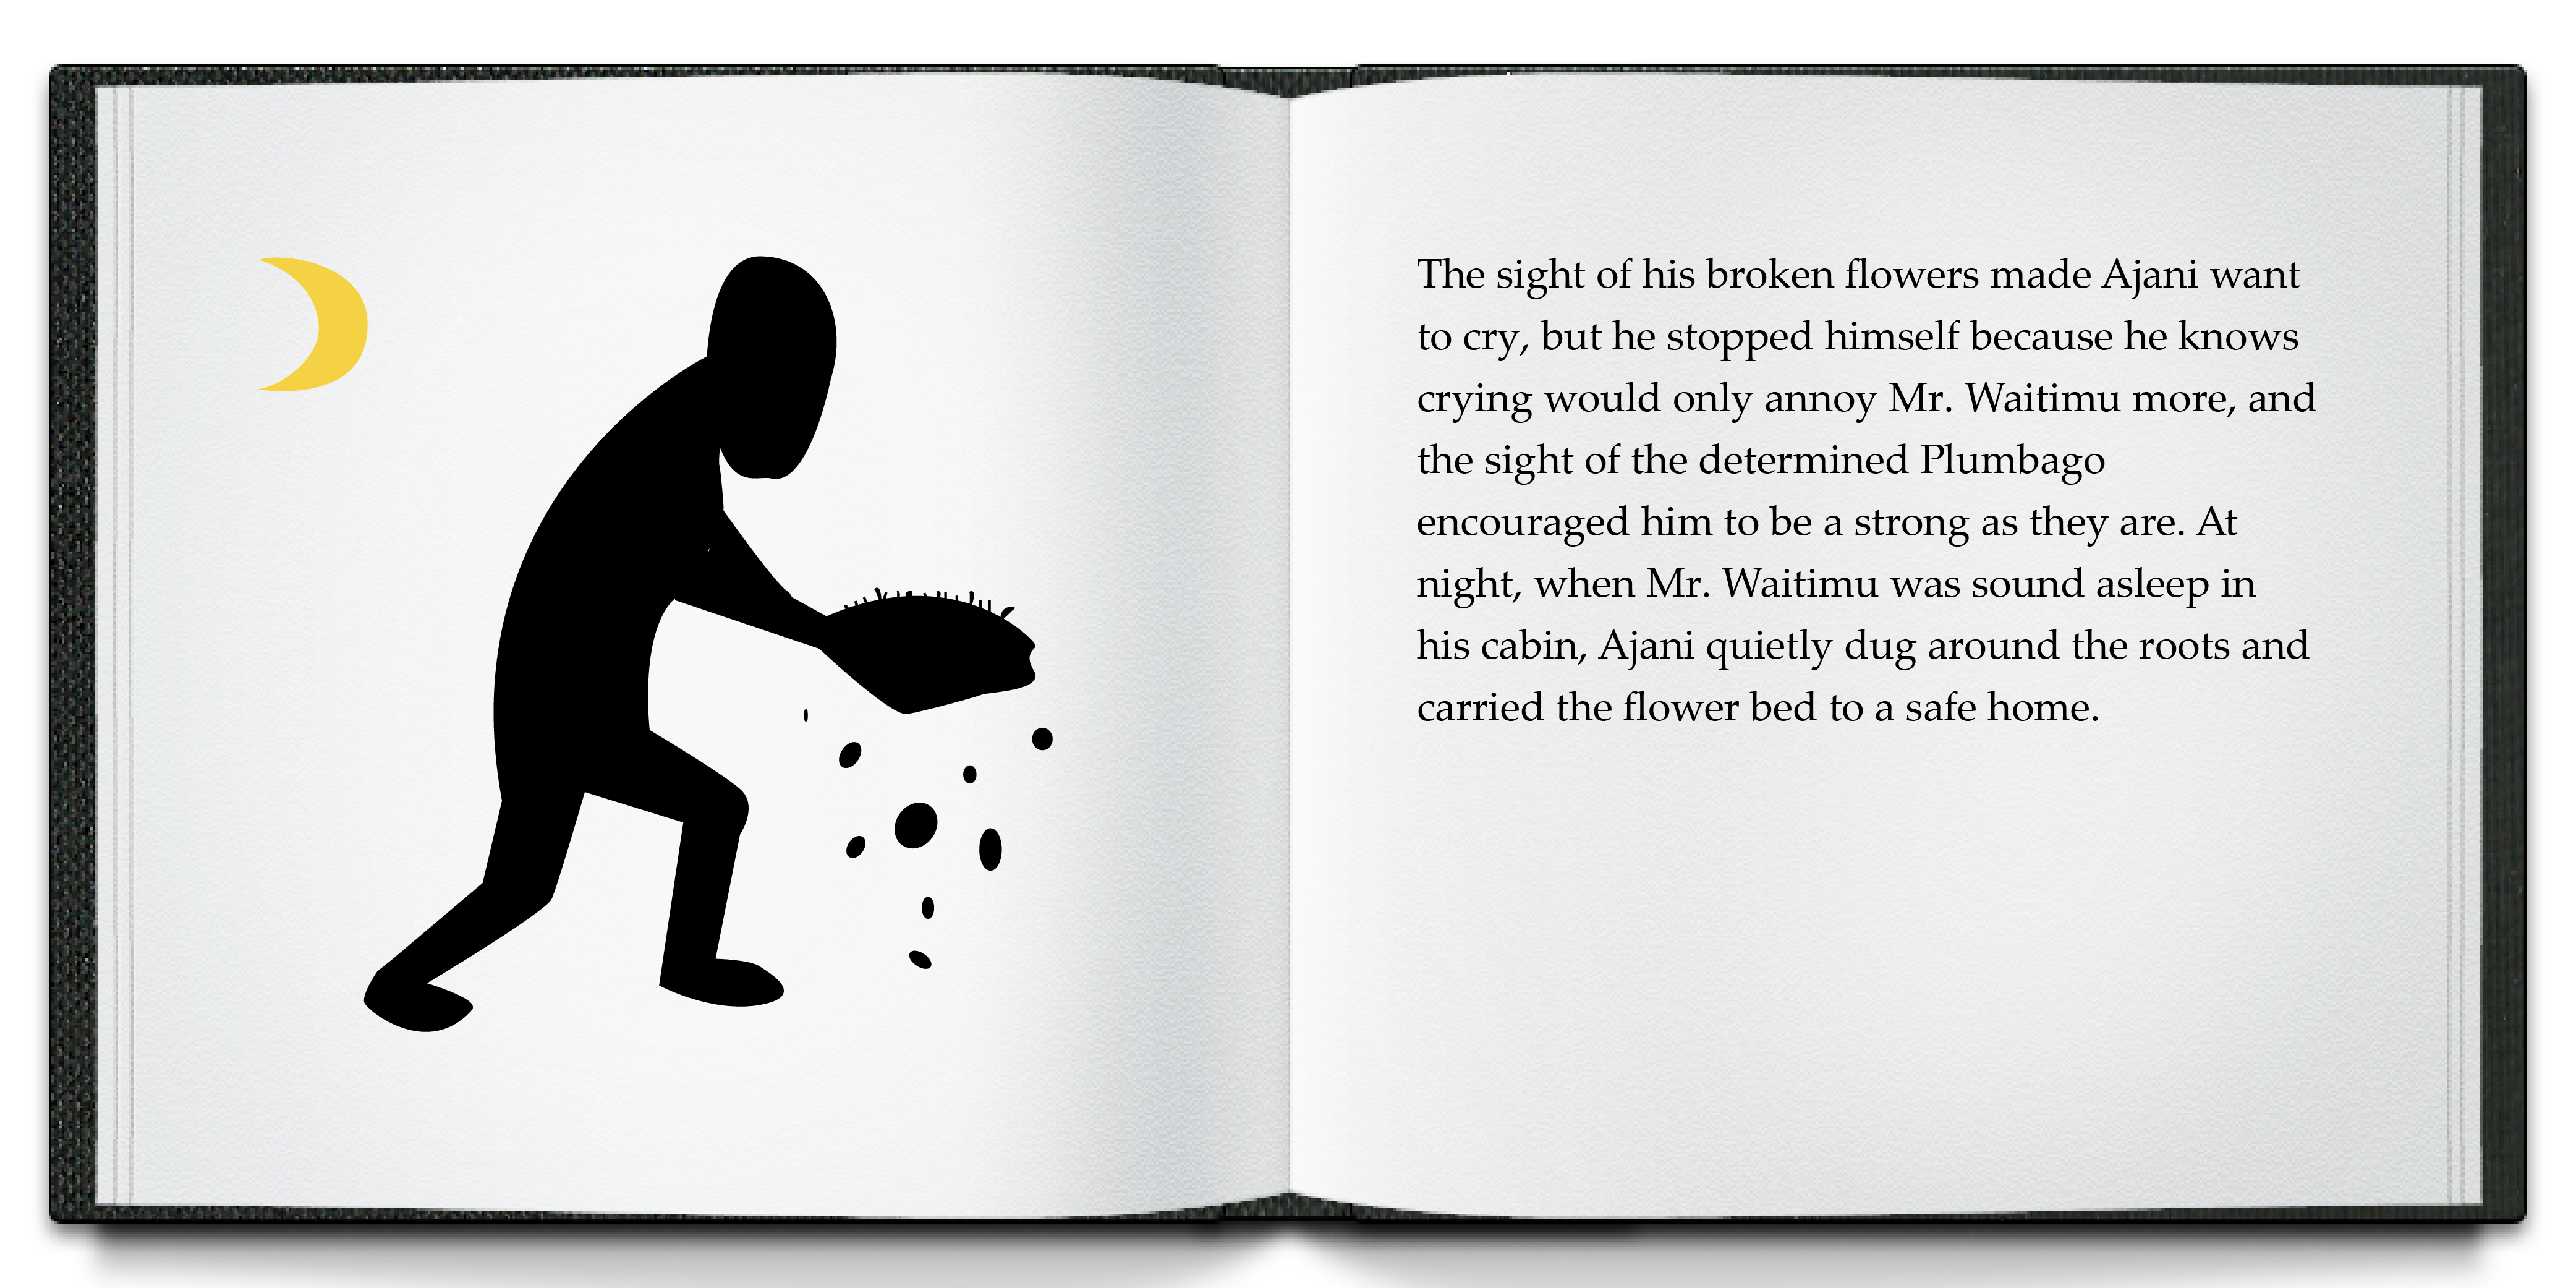 The sight of his broken flowers made Ajani want
to cry, but he stopped himself because he knows
crying would only annoy Mr. Waitimu more, and
the sight of the determined Plumbago
encouraged him to be a strong as they are. At
night, when Mr. Waitimu was sound asleep in
his cabin, Ajani quietly dug around the roots and
carried the flower bed to a safe home.